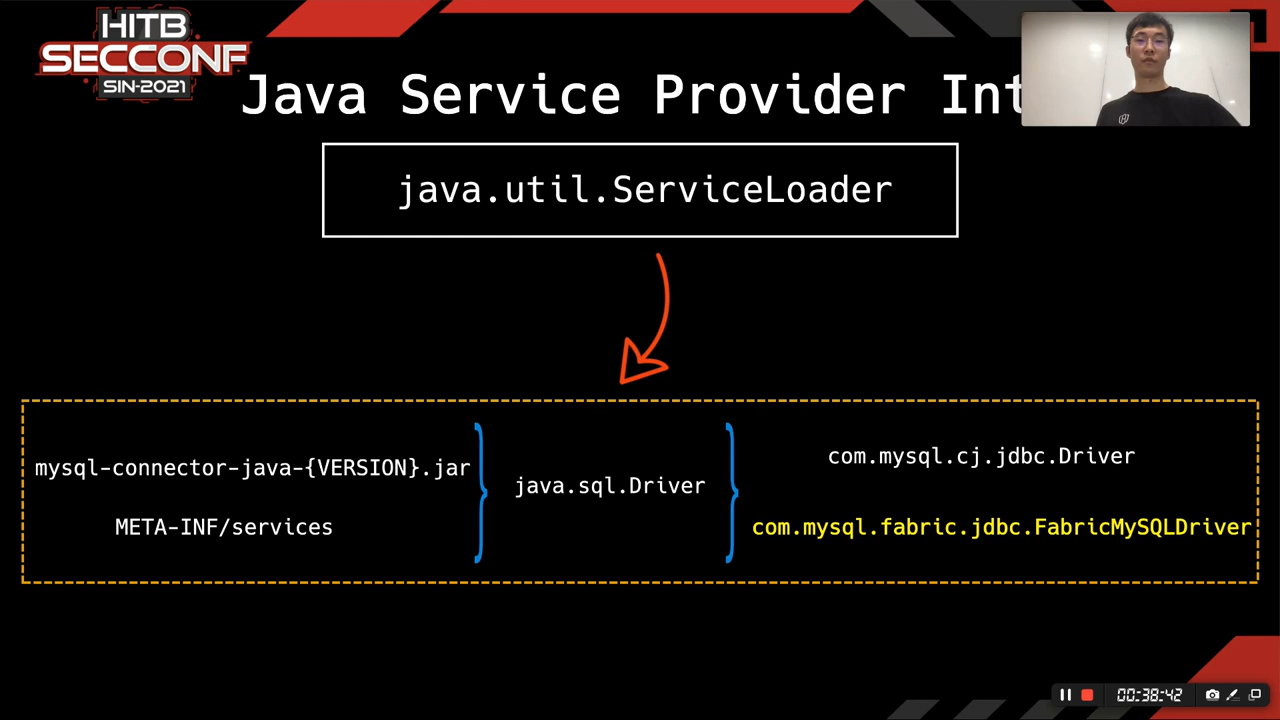 HITB
SECCONF
SIN-2021
Java Service Provider Int
java.util.ServiceLoader
mysql-connector-java-{VERSION}.jar
META-INF/services
java.sql.Driver
com.mysql.cj.jdbc.Driver
com.mysql.fabric.jdbc.FabricMySQLDriver
00:38:42